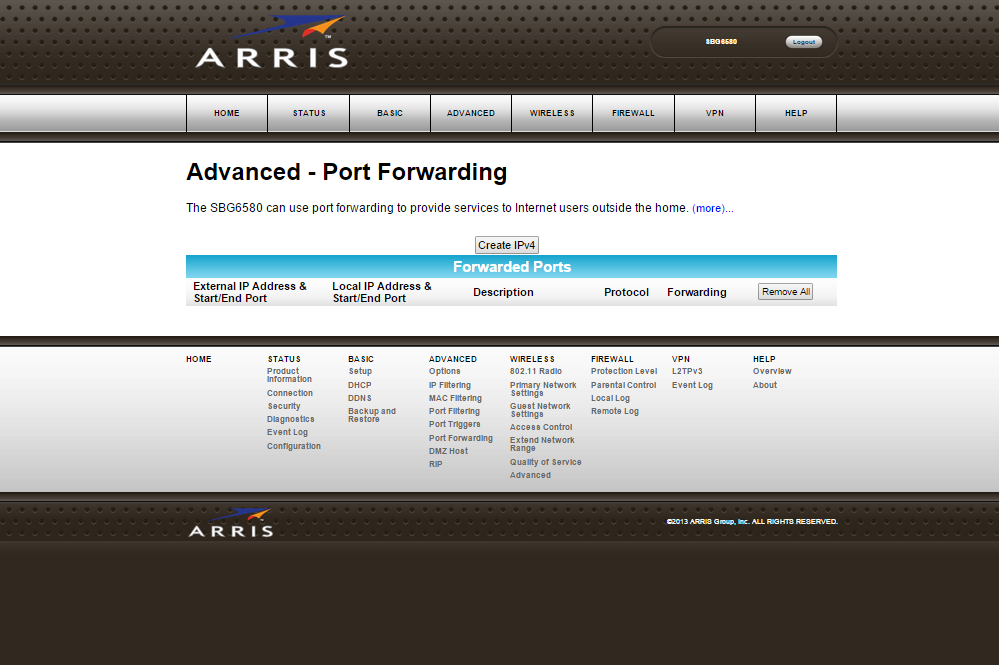 ARRIS™
SBG6580
Logout
HOME STATUS BASIC ADVANCED WIRELESS FIREWALL VPN HELP
Advanced - Port Forwarding
The SBG6580 can use port forwarding to provide services to Internet users outside the home. (more)...
Create IPv4
Forwarded Ports
External IP Address &
Start/End Port
Local IP Address &
Start/End Port
Description
Protocol
Forwarding
Remove All
HOME
STATUS
Product
Information
Connection
Security
Diagnostics
Event Log
Configuration
BASIC
Setup
DHCP
DDNS
Backup and
Restore
ADVANCED
Options
IP Filtering
MAC Filtering
Port Filtering
Port Triggers
Port Forwarding
DMZ Host
RIP
WIRELESS
802.11 Radio
Primary Network
Settings
Guest Network
Settings
Access Control
Extend Network
Range
Quality of Service
Advanced
FIREWALL
Protection Level
Parental Control
Local Log
Remote Log
VPN
L2TPv3
Event Log
HELP
Overview
About
ARRIS
©2013 ARRIS Group, Inc. ALL RIGHTS RESERVED.